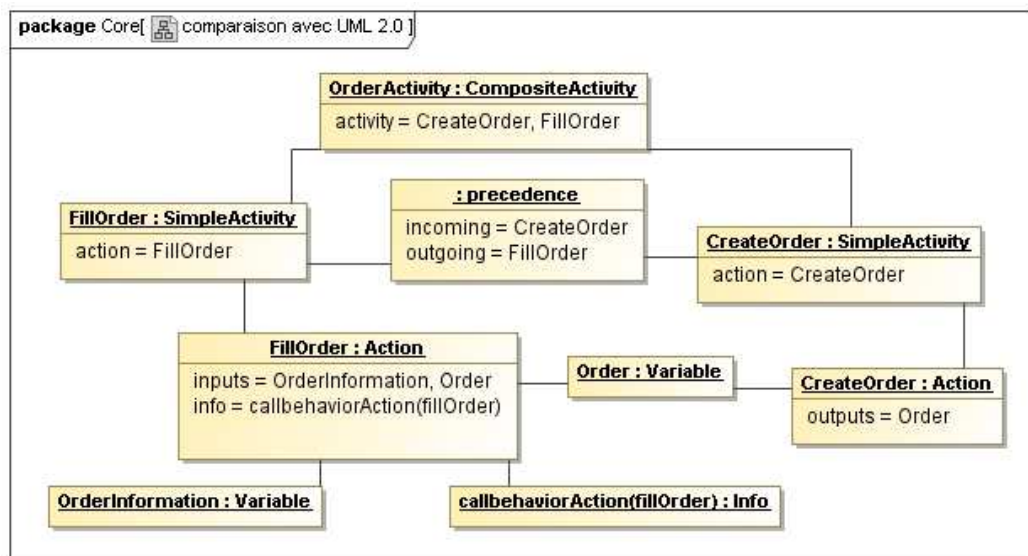 package Core[ comparaison avec UML 2.0 ]
OrderActivity : CompositeActivity
activity = CreateOrder, FillOrder
: precedence
incoming = CreateOrder
outgoing = FillOrder
FillOrder : SimpleActivity
action = FillOrder
CreateOrder : SimpleActivity
action = CreateOrder
FillOrder : Action
inputs = OrderInformation, Order
info = callbehaviorAction(fillOrder)
Order : Variable
CreateOrder : Action
outputs = Order
OrderInformation : Variable
callbehaviorAction(fillOrder) : Info